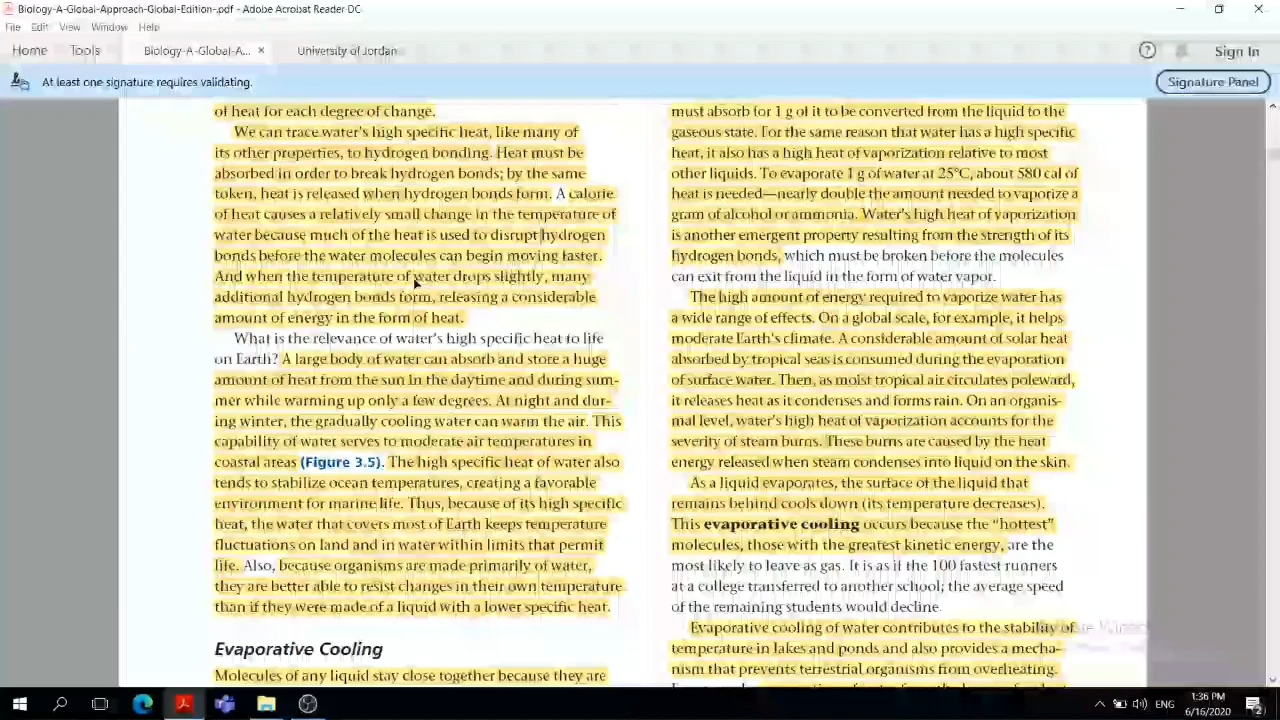 Biology-A-Global-Approach-Global-Edition-.pdf - Adobe Acrobat Reader DC
File Edit View Window Help
Home Tools Biology-A-Global-A... × University of Jordan Sign In
At least one signature requires validating. Signature Panel
of heat for each degree of change.
We can trace water's high specific heat, like many of
its other properties, to hydrogen bonding. Heat must be
absorbed in order to break hydrogen bonds; by the same
token, heat is released when hydrogen bonds form. A calorie
of heat causes a relatively small change in the temperature of
water because much of the heat is used to disrupt hydrogen
bonds before the water molecules can begin moving faster.
And when the temperature of water drops slightly, many
additional hydrogen bonds form, releasing a considerable
amount of energy in the form of heat.
What is the relevance of water's high specific heat to life
on Earth? A large body of water can absorb and store a huge
amount of heat from the sun in the daytime and during sum-
mer while warming up only a few degrees. At night and dur-
ing winter, the gradually cooling water can warm the air. This
capability of water serves to moderate air temperatures in
coastal areas (Figure 3.5). The high specific heat of water also
tends to stabilize ocean temperatures, creating a favorable
environment for marine life. Thus, because of its high specific
heat, the water that covers most of Earth keeps temperature
fluctuations on land and in water within limits that permit
life. Also, because organisms are made primarily of water,
they are better able to resist changes in their own temperature
than if they were made of a liquid with a lower specific heat.
Evaporative Cooling
Molecules of any liquid stay close together because they are
must absorb for 1 g of it to be converted from the liquid to the
gaseous state. For the same reason that water has a high specific
heat, it also has a high heat of vaporization relative to most
other liquids. To evaporate 1 g of water at 25°C, about 580 cal of
heat is needed—nearly double the amount needed to vaporize a
gram of alcohol or ammonia. Water's high heat of vaporization
is another emergent property resulting from the strength of its
hydrogen bonds, which must be broken before the molecules
can exit from the liquid in the form of water vapor.
The high amount of energy required to vaporize water has
a wide range of effects. On a global scale, for example, it helps
moderate Earth's climate. A considerable amount of solar heat
absorbed by tropical seas is consumed during the evaporation
of surface water. Then, as moist tropical air circulates poleward,
it releases heat as it condenses and forms rain. On an organis-
mal level, water's high heat of vaporization accounts for the
severity of steam burns. These burns are caused by the heat
energy released when steam condenses into liquid on the skin.
As a liquid evaporates, the surface of the liquid that
remains behind cools down (its temperature decreases).
This evaporative cooling occurs because the "hottest"
molecules, those with the greatest kinetic energy, are the
most likely to leave as gas. It is as if the 100 fastest runners
at a college transferred to another school; the average speed
of the remaining students would decline.
Evaporative cooling of water contributes to the stability of
temperature in lakes and ponds and also provides a mecha-
nism that prevents terrestrial organisms from overheating.
ENG
1:36 PM
6/16/2020
2